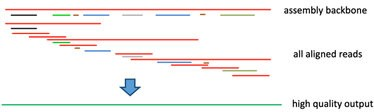 assembly backbone
all aligned reads
high quality output